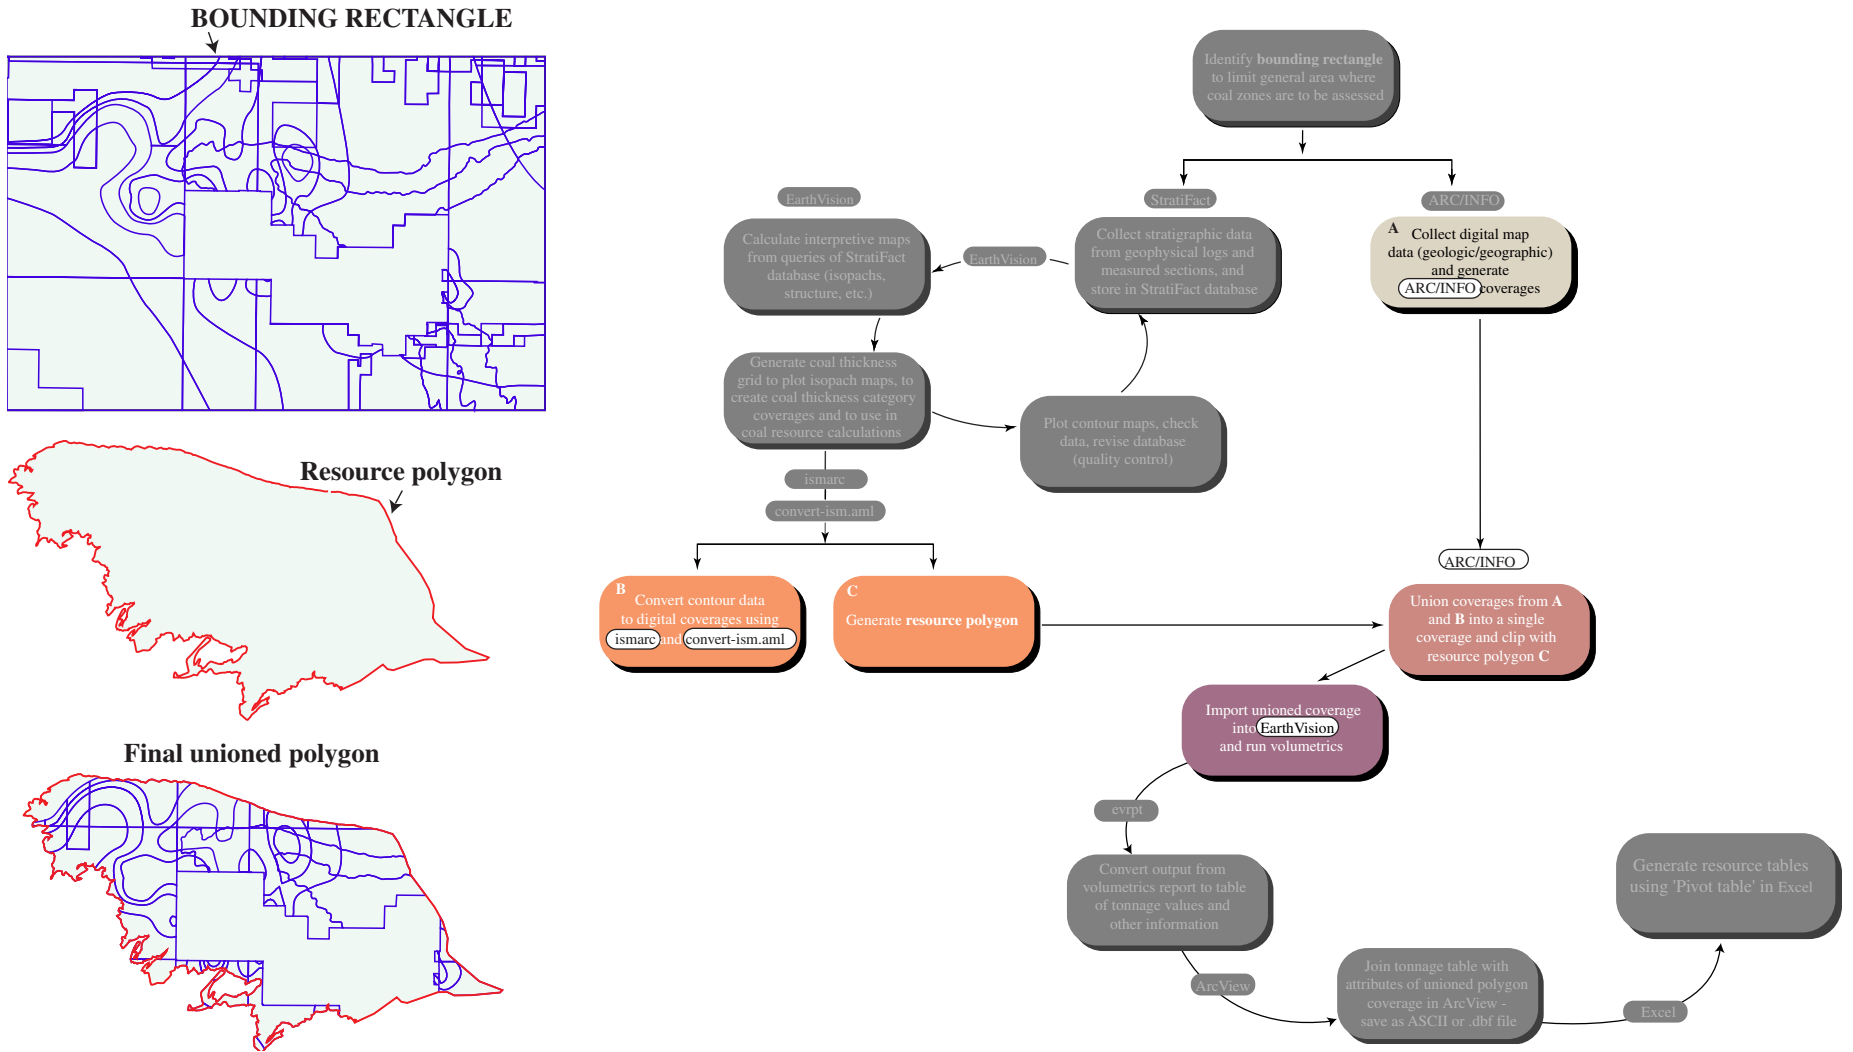 BOUNDING RECTANGLE
Resource polygon
Final unioned polygon
Identify bounding rectangle
to limit general area where
coal zones are to be assessed
EarthVision
StratiFact
ARC/INFO
Calculate interpretive maps
from queries of StratiFact
database (isopachs,
structure, etc.)
EarthVision
Collect stratigraphic data
from geophysical logs and
measured sections, and
store in StratiFact database
A
Collect digital map
data (geologic/geographic)
and generate
ARC/INFO coverages
Generate coal thickness
grid to plot isopach maps, to
create coal thickness category
coverages and to use in
coal resource calculations
Plot contour maps, check
data, revise database
(quality control)
ismarc
convert-ism.aml
B
Convert contour data
to digital coverages using
ismarc and convert-ism.aml
C
Generate resource polygon
ARC/INFO
Union coverages from A
and B into a single
coverage and clip with
resource polygon C
Import unioned coverage
into EarthVision
and run volumetrics
evrpt
Convert output from
volumetrics report to table
of tonnage values and
other information
ArcView
Join tonnage table with
attributes of unioned polygon
coverage in ArcView -
save as ASCII or .dbf file
Excel
Generate resource tables
using 'Pivot table' in Excel